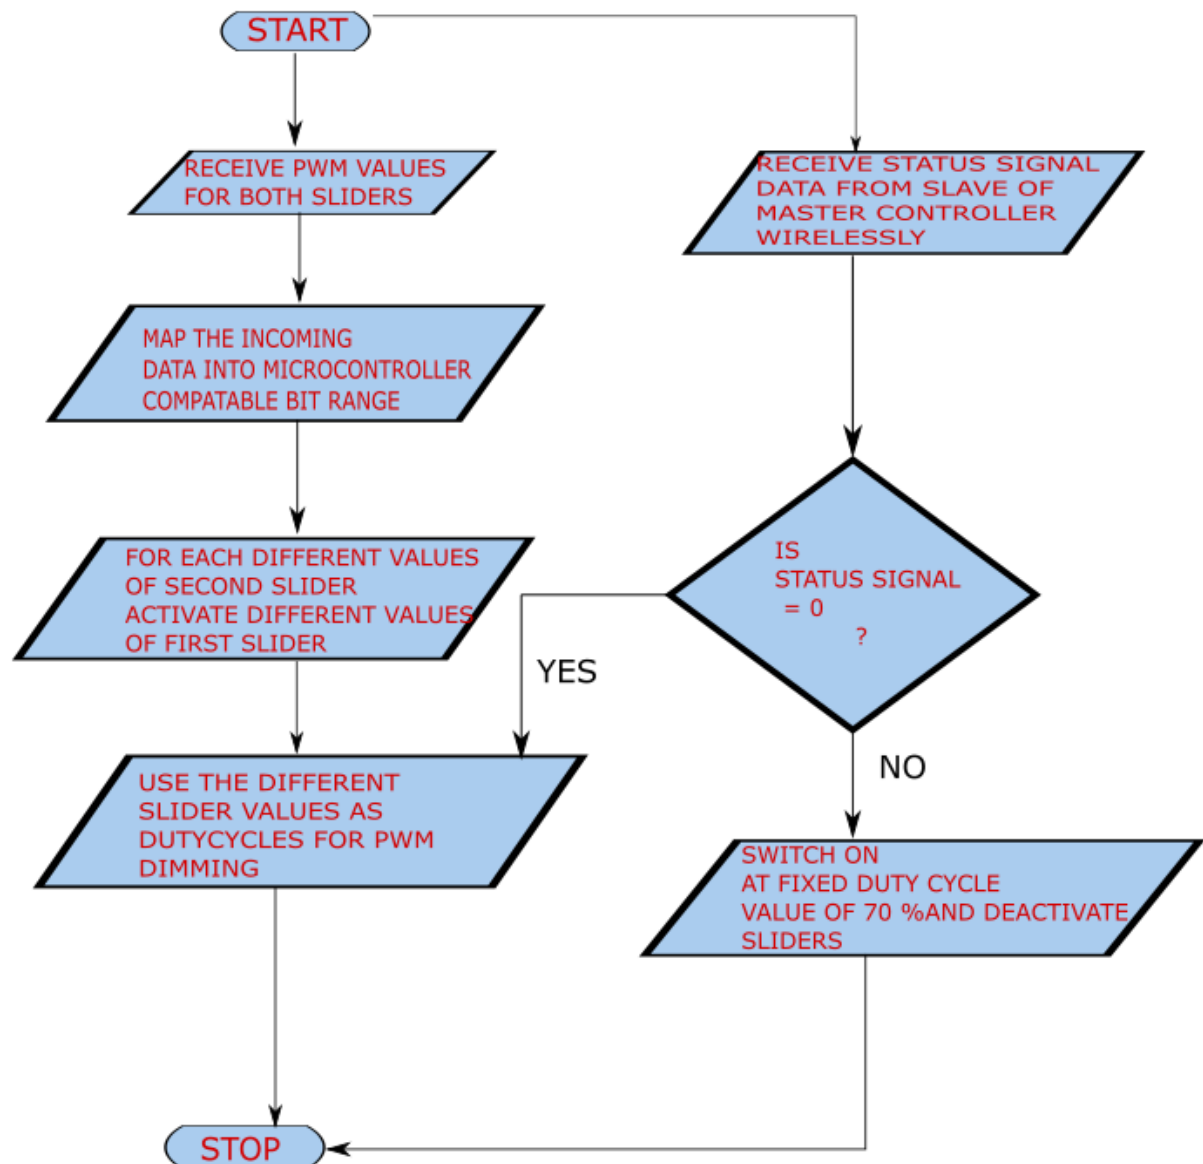 START
RECEIVE PWM VALUES
FOR BOTH SLIDERS
MAP THE INCOMING
DATA INTO MICROCONTROLLER
COMPATABLE BIT RANGE
FOR EACH DIFFERENT VALUES
OF SECOND SLIDER
ACTIVATE DIFFERENT VALUES
OF FIRST SLIDER
USE THE DIFFERENT
SLIDER VALUES AS
DUTYCYCLES FOR PWM
DIMMING
RECEIVE STATUS SIGNAL
DATA FROM SLAVE OF
MASTER CONTROLLER
WIRELESSLY
IS
STATUS SIGNAL
= 0
?
YES
NO
SWITCH ON
AT FIXED DUTY CYCLE
VALUE OF 70 %AND DEACTIVATE
SLIDERS
STOP